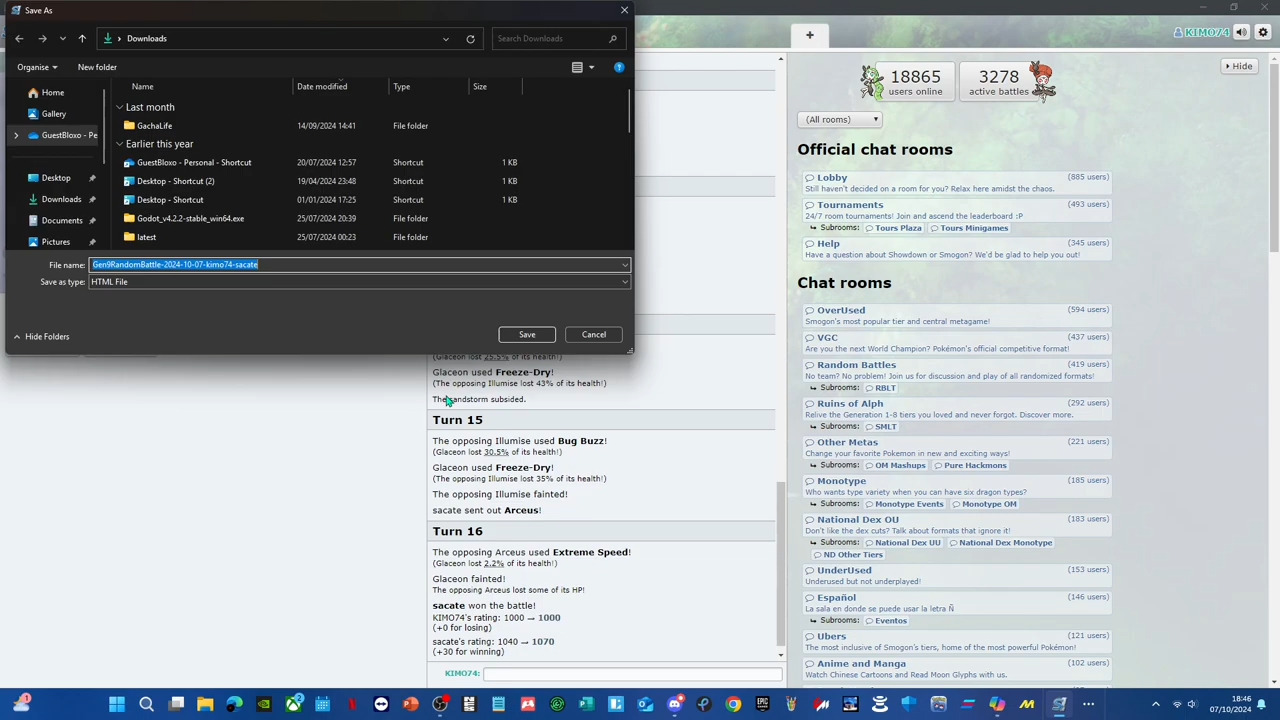 Save As
Downloads
Search Downloads
Organise
New folder
Name
Date modified
Type
Size
Home
Gallery
GuestBloxo - Pe
Desktop
Downloads
Documents
Pictures
Last month
GachaLife 14/09/2024 14:41 File folder
Earlier this year
GuestBloxo - Personal - Shortcut 20/07/2024 12:57 Shortcut 1 KB
Desktop - Shortcut (2) 19/04/2024 23:48 Shortcut 1 KB
Desktop - Shortcut 01/01/2024 17:25 Shortcut 1 KB
Godot_v4.2.2-stable_win64.exe 25/07/2024 20:39 File folder
latest 25/07/2024 00:23 File folder
File name: Gen9RandomBattle-2024-10-07-kimo74-sacate
Save as type: HTML File
Hide Folders
Save
Cancel
(Glaceon lost 25.5% of its health!)
Glaceon used Freeze-Dry!
(The opposing Illumise lost 43% of its health!)
The sandstorm subsided.
Turn 15
The opposing Illumise used Bug Buzz!
(Glaceon lost 30.5% of its health!)
Glaceon used Freeze-Dry!
(The opposing Illumise lost 35% of its health!)
The opposing Illumise fainted!
sacate sent out Arceus!
Turn 16
The opposing Arceus used Extreme Speed!
(Glaceon lost 2.2% of its health!)
Glaceon fainted!
The opposing Arceus lost some of its HP!
sacate won the battle!
KIMO74's rating: 1000 → 1000
(+0 for losing)
sacate's rating: 1040 → 1070
(+30 for winning)
KIMO74:
+
KIMO74
18865
users online
3278
active battles
Hide
(All rooms)
Official chat rooms
Lobby (885 users)
Still haven't decided on a room for you? Relax here amidst the chaos.
Tournaments (493 users)
24/7 room tournaments! Join and ascend the leaderboard :P
Subrooms: Tours Plaza Tours Minigames
Help (345 users)
Have a question about Showdown or Smogon? We'd be glad to help you out!
Chat rooms
OverUsed (594 users)
Smogon's most popular tier and central metagame!
VGC (437 users)
Are you the next World Champion? Pokémon's official competitive format!
Random Battles (419 users)
No team? No problem! Join us for discussion and play of all randomized formats!
Subrooms: RBLT
Ruins of Alph (292 users)
Relive the Generation 1-8 tiers you loved and never forgot. Discover more.
Subrooms: SMLT
Other Metas (221 users)
Change your favorite Pokemon in new and exciting ways!
Subrooms: OM Mashups Pure Hackmons
Monotype (185 users)
Who wants type variety when you can have six dragon types?
Subrooms: Monotype Events Monotype OM
National Dex OU (183 users)
Don't like the dex cuts? Talk about formats that ignore it!
Subrooms: National Dex UU National Dex Monotype
ND Other Tiers
UnderUsed (153 users)
Underused but not underplayed!
Español (146 users)
La sala en donde se puede usar la letra Ñ
Subrooms: Eventos
Ubers (121 users)
The most inclusive of Smogon's tiers, home of the most powerful Pokémon!
Anime and Manga (102 users)
Watch Chinese Cartoons and Read Moon Glyphs with us.
18:46
07/10/2024